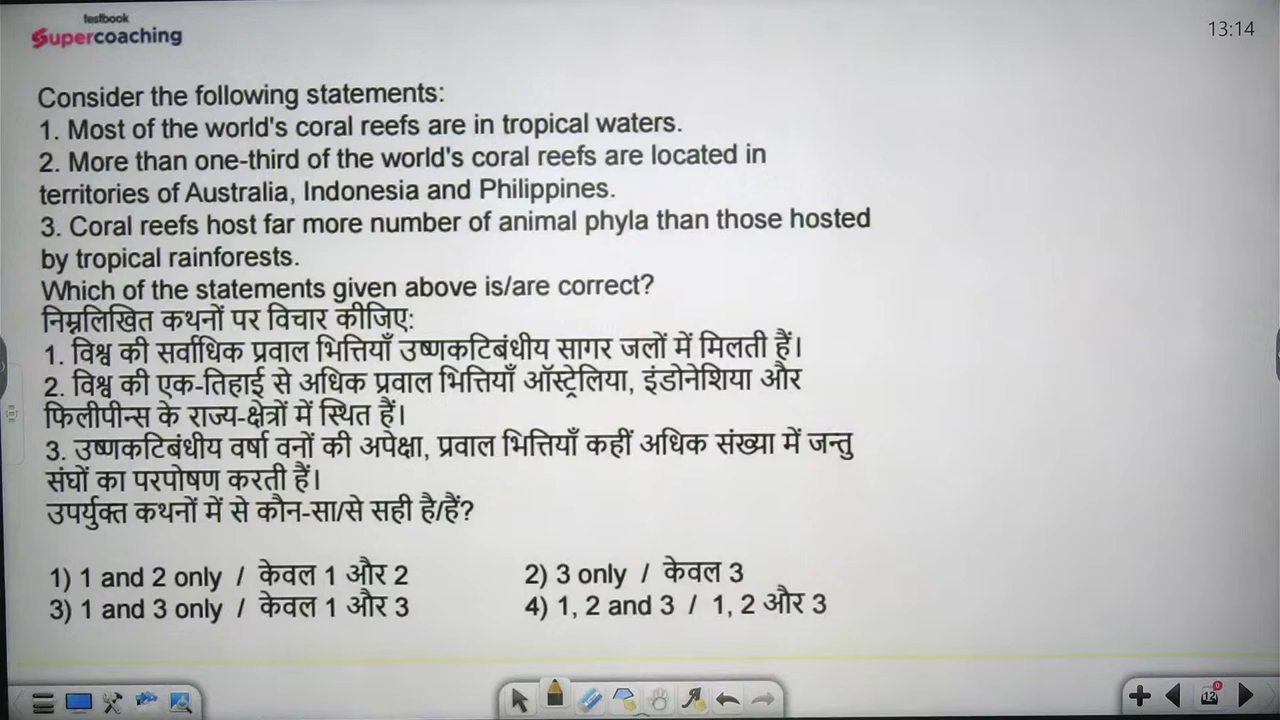 testbook
Supercoaching
13:14
Consider the following statements:
1. Most of the world's coral reefs are in tropical waters.
2. More than one-third of the world's coral reefs are located in
territories of Australia, Indonesia and Philippines.
3. Coral reefs host far more number of animal phyla than those hosted
by tropical rainforests.
Which of the statements given above is/are correct?
निम्नलिखित कथनों पर विचार कीजिए:
1. विश्व की सर्वाधिक प्रवाल भित्तियाँ उष्णकटिबंधीय सागर जलों में मिलती हैं।
2. विश्व की एक-तिहाई से अधिक प्रवाल भित्तियाँ ऑस्ट्रेलिया, इंडोनेशिया और
फिलीपीन्स के राज्य-क्षेत्रों में स्थित हैं।
3. उष्णकटिबंधीय वर्षा वनों की अपेक्षा, प्रवाल भित्तियाँ कहीं अधिक संख्या में जन्तु
संघों का परपोषण करती हैं।
उपर्युक्त कथनों में से कौन-सा/से सही है/हैं?
1) 1 and 2 only / केवल 1 और 2
2) 3 only / केवल 3
3) 1 and 3 only / केवल 1 और 3
4) 1, 2 and 3 / 1, 2 और 3
12